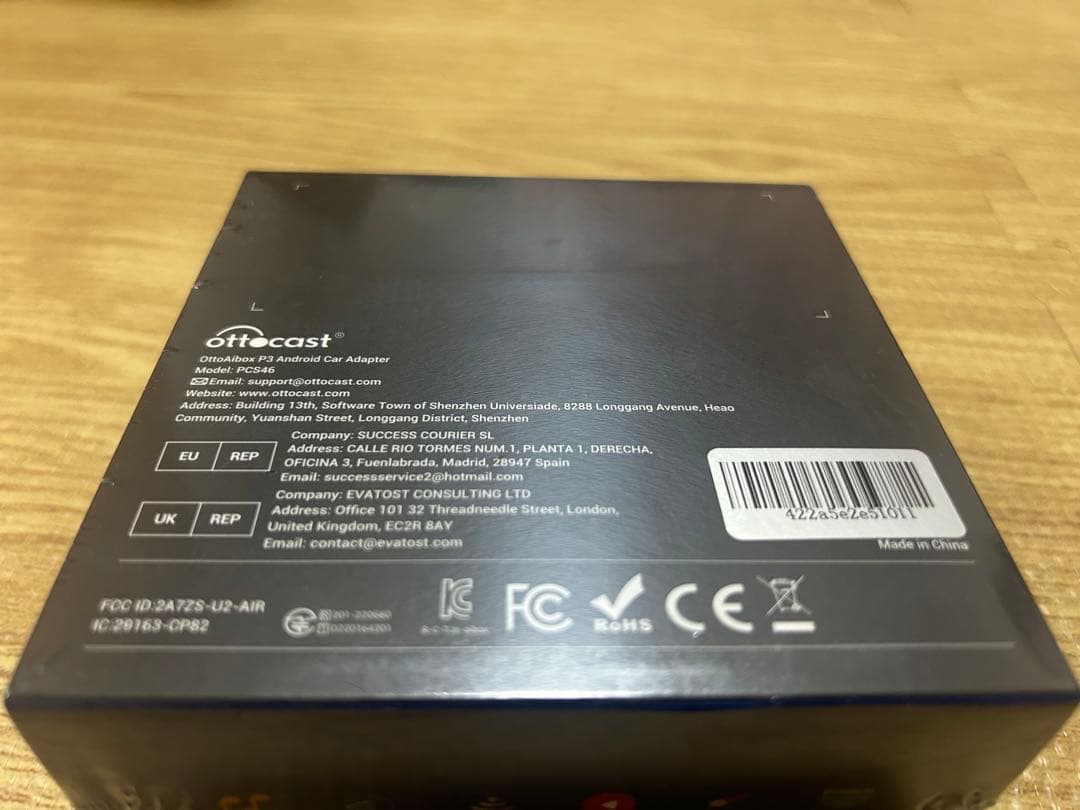 ottocast®
OttoAibox P3 Android Car Adapter
Model: PCS46
Email: support@ottocast.com
Website: www.ottocast.com
Address: Building 13th, Software Town of Shenzhen Universiade, 8288 Longgang Avenue, Heao
Community, Yuanshan Street, Longgang District, Shenzhen
EU REP
Company: SUCCESS COURIER SL
Address: CALLE RIO TORMES NUM.1, PLANTA 1, DERECHA,
OFICINA 3, Fuenlabrada, Madrid, 28947 Spain
Email: successservice2@hotmail.com
UK REP
Company: EVATOST CONSULTING LTD
Address: Office 101 32 Threadneedle Street, London,
United Kingdom, EC2R 8AY
Email: contact@evatost.com
422a5e2e51011
Made in China
FCC ID:2A7ZS-U2-AIR
IC:29163-CP82
201-220660
D220164201
FC
RoHS
CE